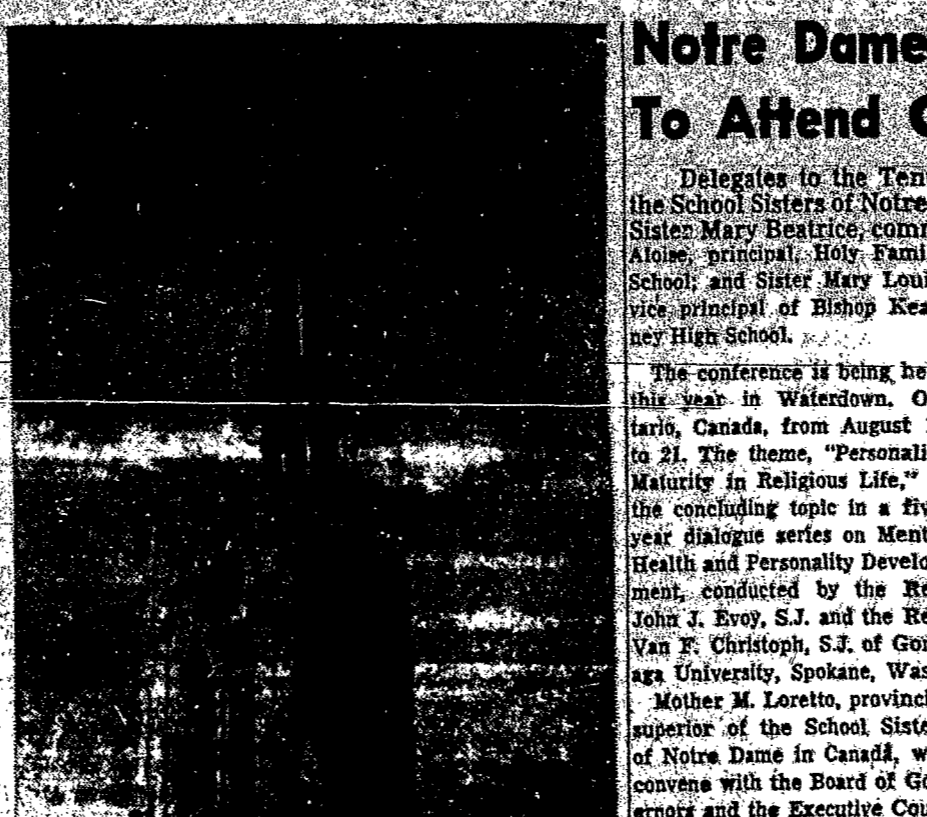 Notre Dame
To Attend
Delegates to the Ten
the School Sisters of Notre
Sister Mary Beatrice, com
Aloise, principal, Holy Fami
School; and Sister Mary Lou
vice principal of Bishop Kea
ney High School.
The conference is being he
this year in Waterdown, O
tario, Canada, from August
to 21. The theme, "Personali
Maturity in Religious Life,"
the concluding topic in a fiv
year dialogue series on Ment
Health and Personality Develo
ment, conducted by the Re
John J. Evoy, S.J. and the Re
Van F. Christoph, S.J. of Gon
aga University, Spokane, Was
Mother M. Loretto, provinci
superior of the School Siste
of Notre Dame in Canada, w
convene with the Board of Go
ernors and the Executive Cou